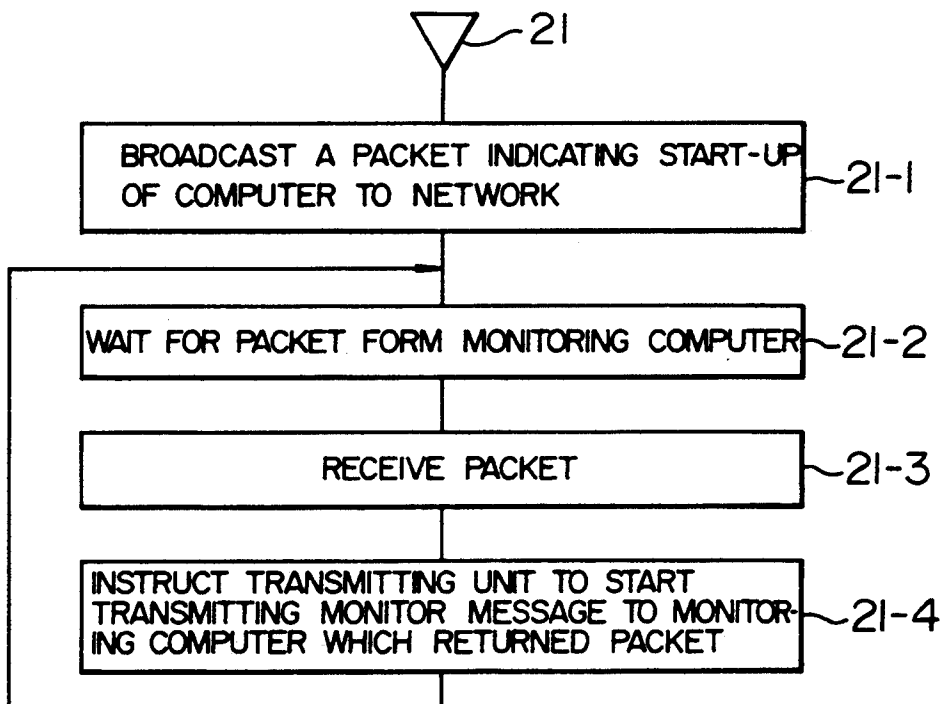 21
BROADCAST A PACKET INDICATING START-UP
OF COMPUTER TO NETWORK
21-1
WAIT FOR PACKET FORM MONITORING COMPUTER
21-2
RECEIVE PACKET
21-3
INSTRUCT TRANSMITTING UNIT TO START
TRANSMITTING MONITOR MESSAGE TO MONITOR-
ING COMPUTER WHICH RETURNED PACKET
21-4